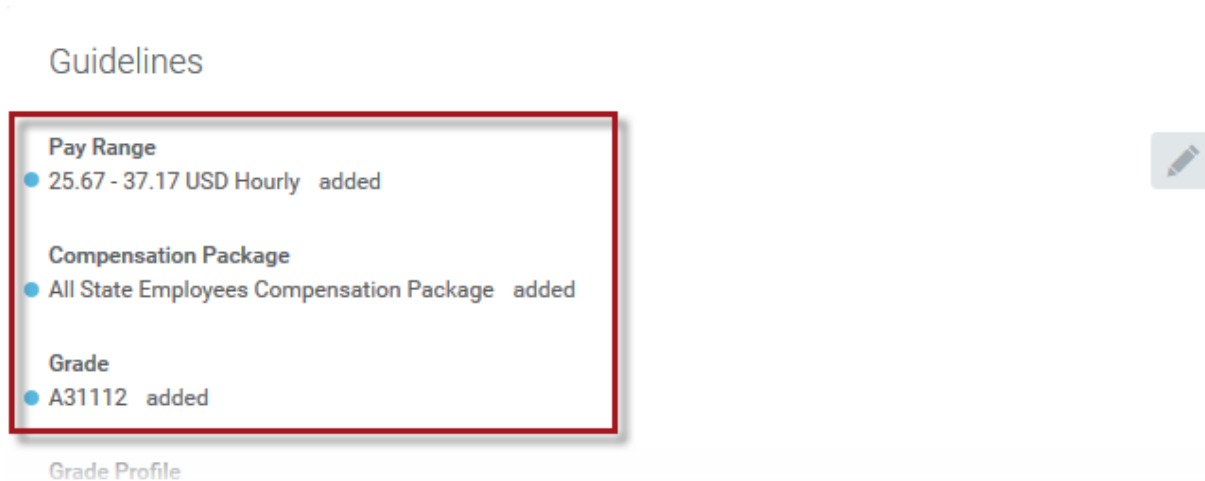 Guidelines
Pay Range
25.67 - 37.17 USD Hourly added
Compensation Package
All State Employees Compensation Package added
Grade
A31112 added
Grade Profile